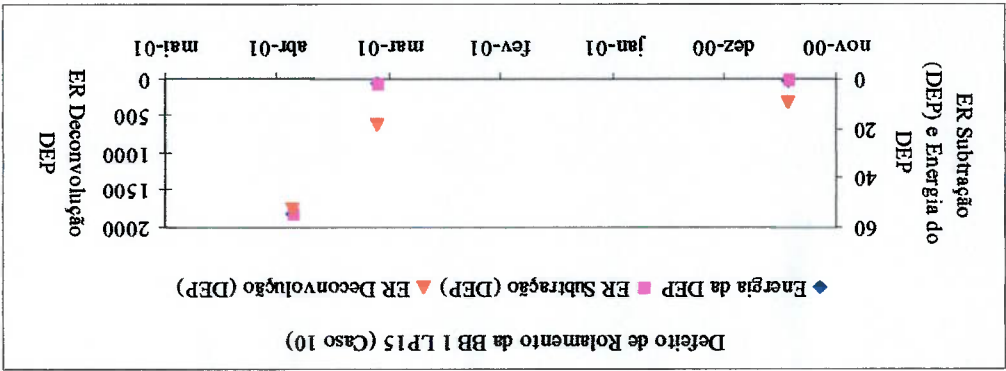 Defeito de Rolamento da BB 1 LP15 (Caso 10)
Energia da DEP ER Subtração (DEP) ER Deconvolução (DEP)
ER Subtração
(DEP) e Energia do
DEP
60
40
20
0
2000
1500
1000
500
0
ER Deconvolução
DEP
nov-00 dez-00 jan-01 fev-01 mar-01 abr-01 mai-01